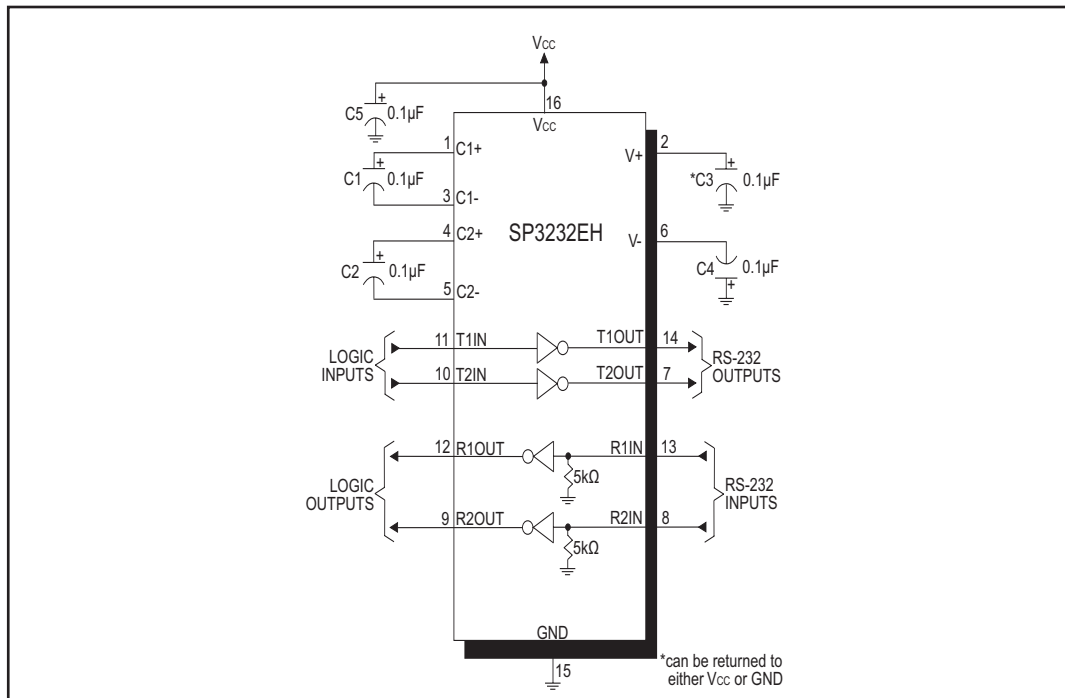 Vcc
C5
+
0.1µF
16
Vcc
1
C1+
C1
+
0.1µF
3
C1-
4
C2+
C2
+
0.1µF
5
C2-
SP3232EH
2
V+
*C3
+
0.1µF
6
V-
C4
0.1µF
+
LOGIC
INPUTS
11
T1IN
T1OUT
14
10
T2IN
T2OUT
7
RS-232
OUTPUTS
LOGIC
OUTPUTS
12
R1OUT
R1IN
13
5kΩ
9
R2OUT
R2IN
8
5kΩ
RS-232
INPUTS
GND
15
*can be returned to
either Vcc or GND